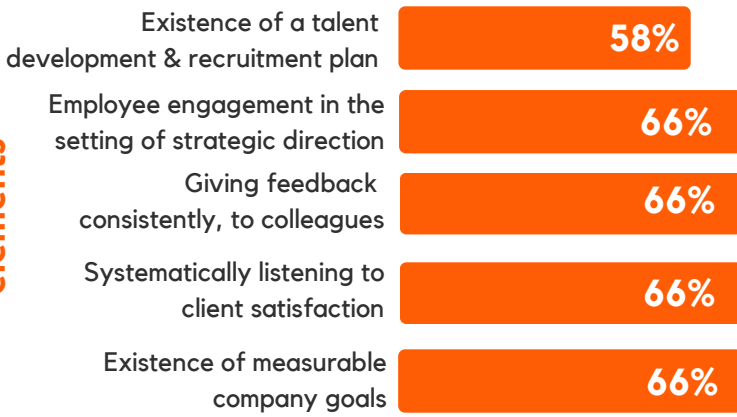 Existence of a talent
development & recruitment plan
58%
Employee engagement in the
setting of strategic direction
66%
Giving feedback
consistently, to colleagues
66%
Systematically listening to
client satisfaction
66%
Existence of measurable
company goals
66%